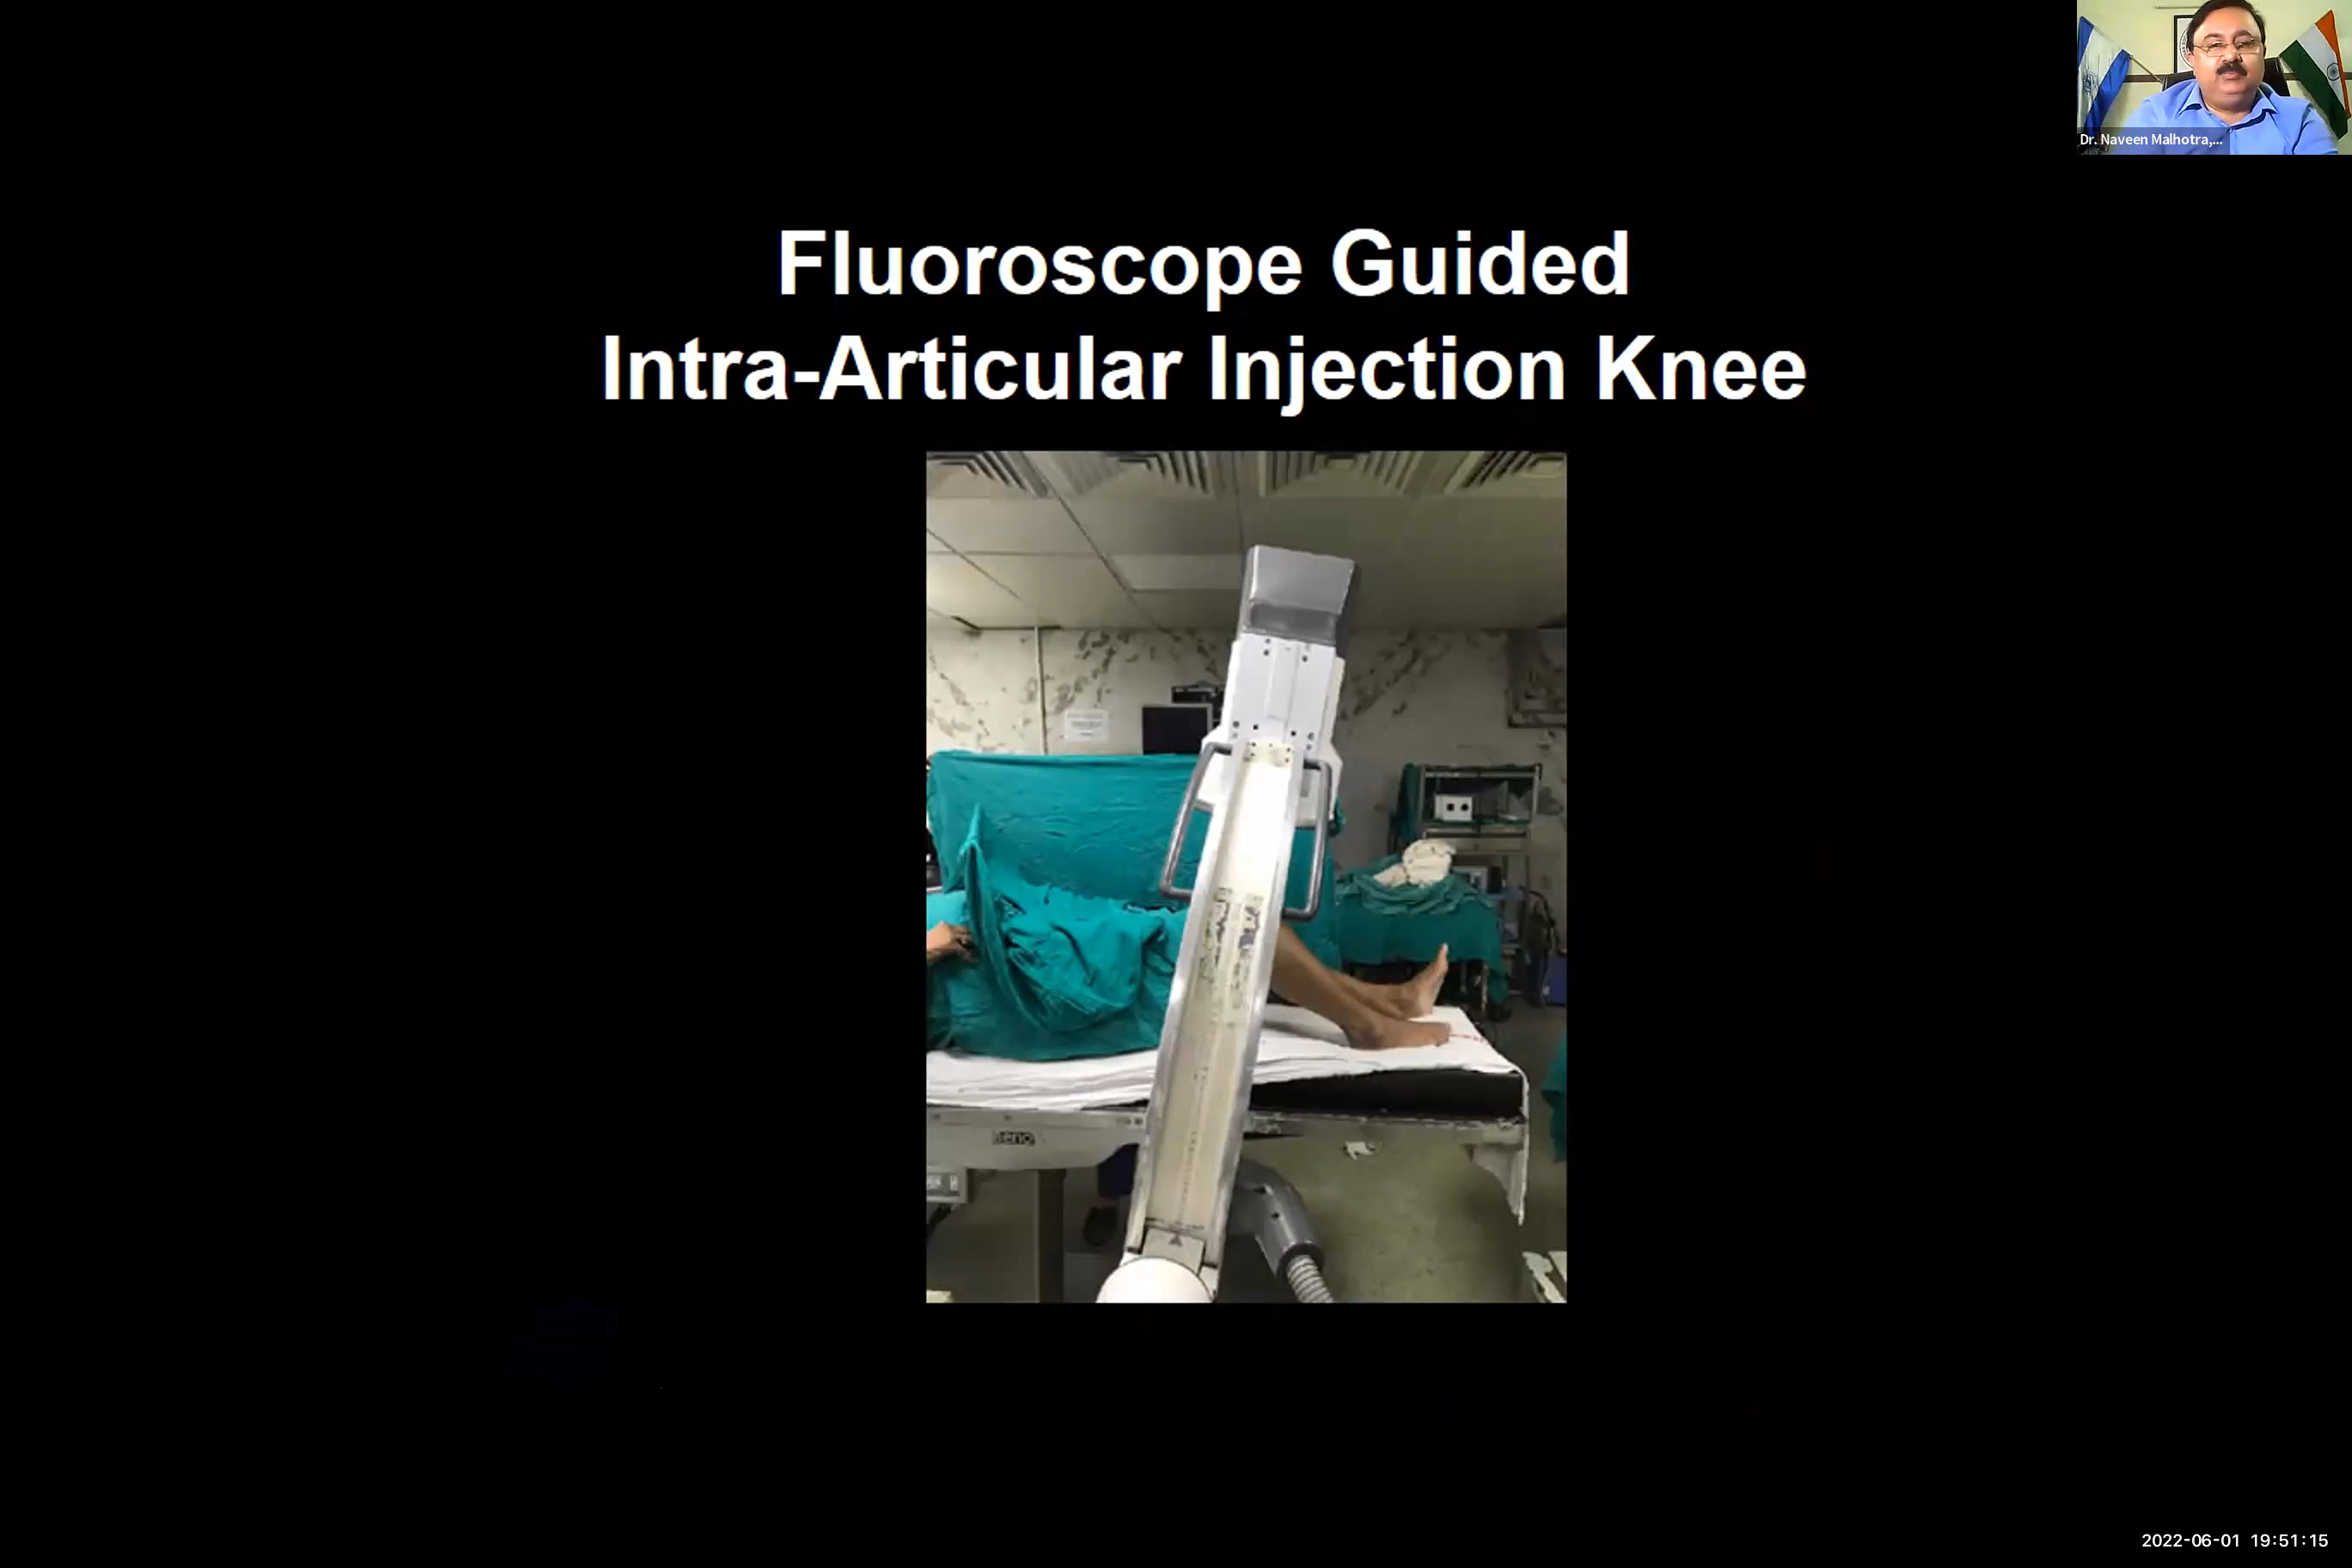 Dr. Naveen Malhotra,...
Fluoroscope Guided
Intra-Articular Injection Knee
2022-06-01 19:51:15